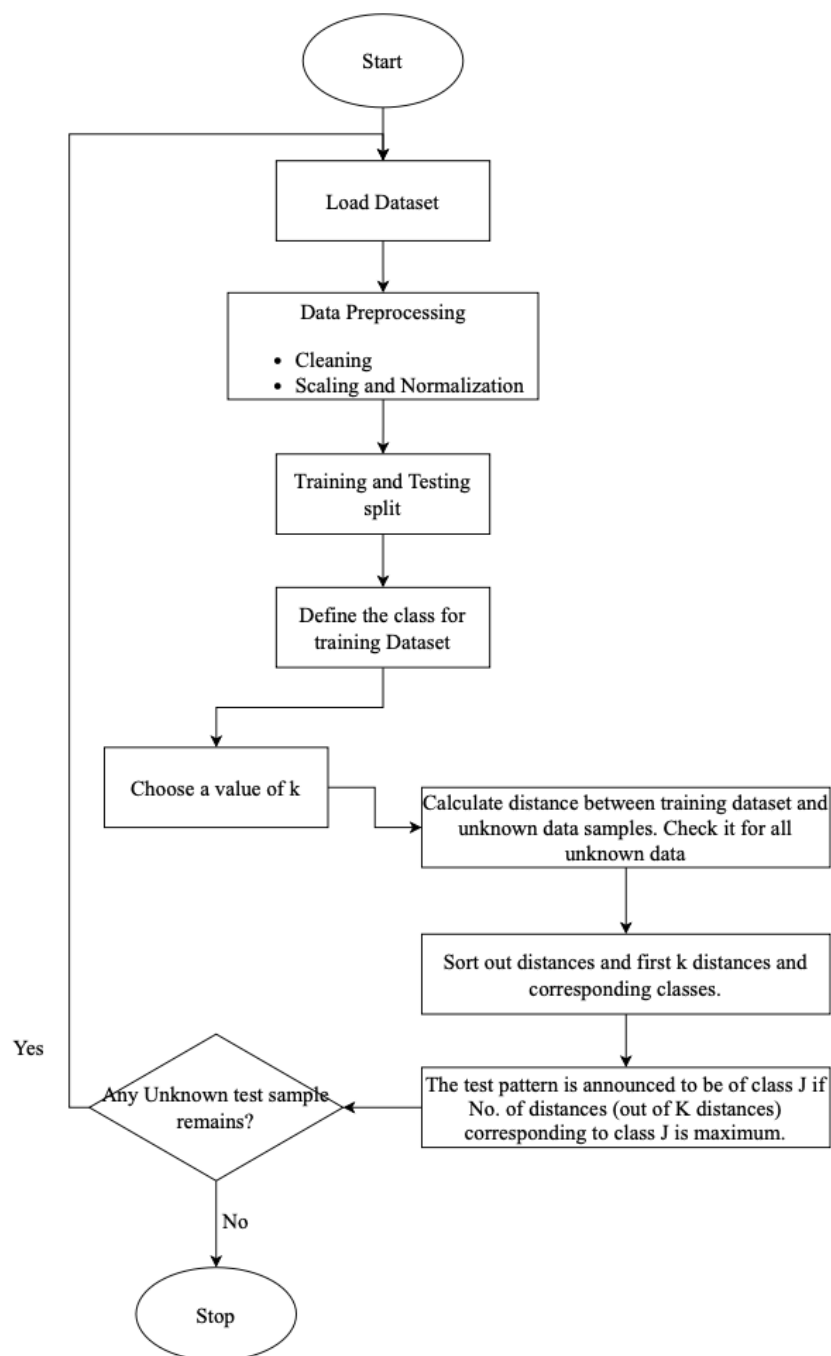 Start
Load Dataset
Data Preprocessing
• Cleaning
• Scaling and Normalization
Training and Testing
split
Define the class for
training Dataset
Choose a value of k
Calculate distance between training dataset and
unknown data samples. Check it for all
unknown data
Sort out distances and first k distances and
corresponding classes.
The test pattern is announced to be of class J if
No. of distances (out of K distances)
corresponding to class J is maximum.
Any Unknown test sample
remains?
Yes
No
Stop